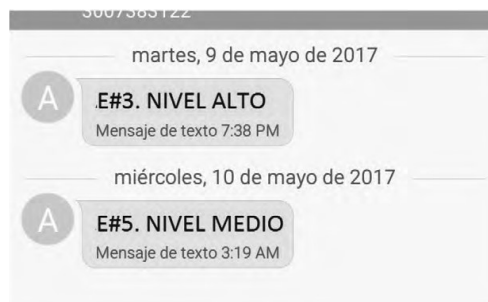 3007383122
martes, 9 de mayo de 2017
A
.E#3. NIVEL ALTO
Mensaje de texto 7:38 PM
miércoles, 10 de mayo de 2017
A
E#5. NIVEL MEDIO
Mensaje de texto 3:19 AM